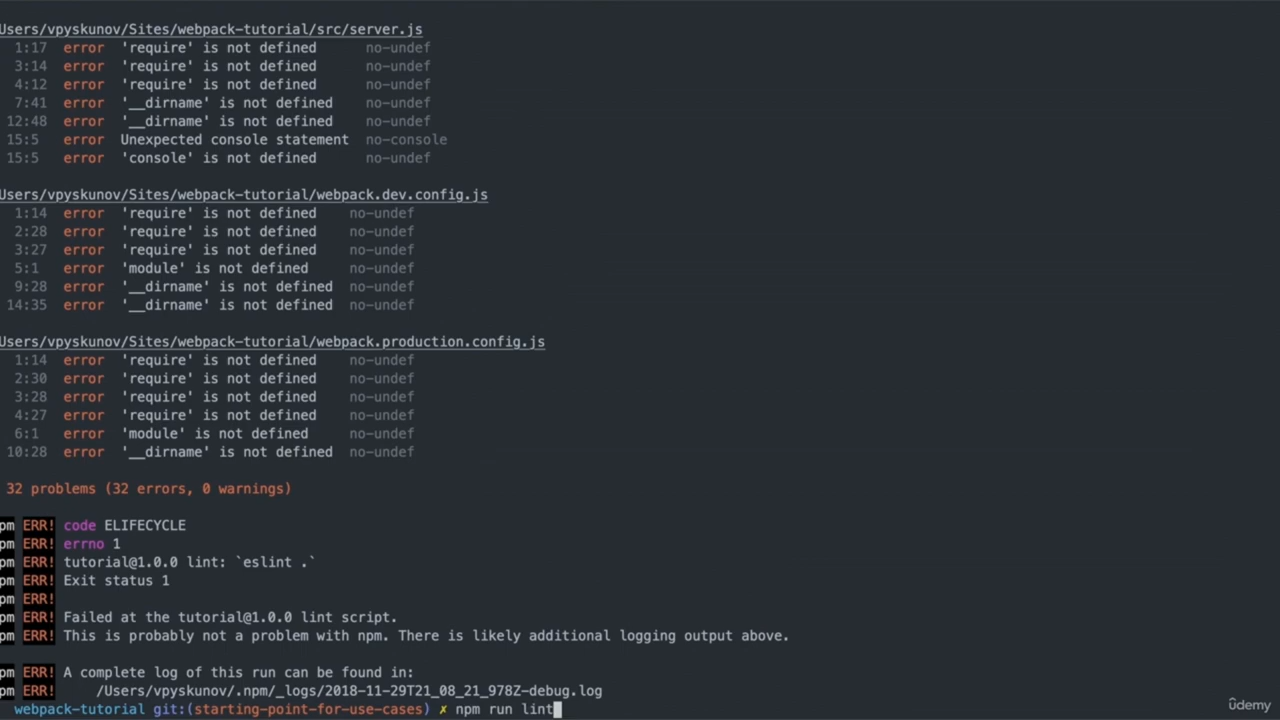 Users/vpyskunov/Sites/webpack-tutorial/src/server.js
1:17 error 'require' is not defined no-undef
3:14 error 'require' is not defined no-undef
4:12 error 'require' is not defined no-undef
7:41 error '__dirname' is not defined no-undef
12:48 error '__dirname' is not defined no-undef
15:5 error Unexpected console statement no-console
15:5 error 'console' is not defined no-undef
Users/vpyskunov/Sites/webpack-tutorial/webpack.dev.config.js
1:14 error 'require' is not defined no-undef
2:28 error 'require' is not defined no-undef
3:27 error 'require' is not defined no-undef
5:1 error 'module' is not defined no-undef
9:28 error '__dirname' is not defined no-undef
14:35 error '__dirname' is not defined no-undef
Users/vpyskunov/Sites/webpack-tutorial/webpack.production.config.js
1:14 error 'require' is not defined no-undef
2:30 error 'require' is not defined no-undef
3:28 error 'require' is not defined no-undef
4:27 error 'require' is not defined no-undef
6:1 error 'module' is not defined no-undef
10:28 error '__dirname' is not defined no-undef
32 problems (32 errors, 0 warnings)
pm ERR! code ELIFECYCLE
pm ERR! errno 1
pm ERR! tutorial@1.0.0 lint: `eslint .`
pm ERR! Exit status 1
pm ERR!
pm ERR! Failed at the tutorial@1.0.0 lint script.
pm ERR! This is probably not a problem with npm. There is likely additional logging output above.
pm ERR! A complete log of this run can be found in:
pm ERR! /Users/vpyskunov/.npm/_logs/2018-11-29T21_08_21_978Z-debug.log
webpack-tutorial git:(starting-point-for-use-cases) ✗ npm run lint
ûdemy